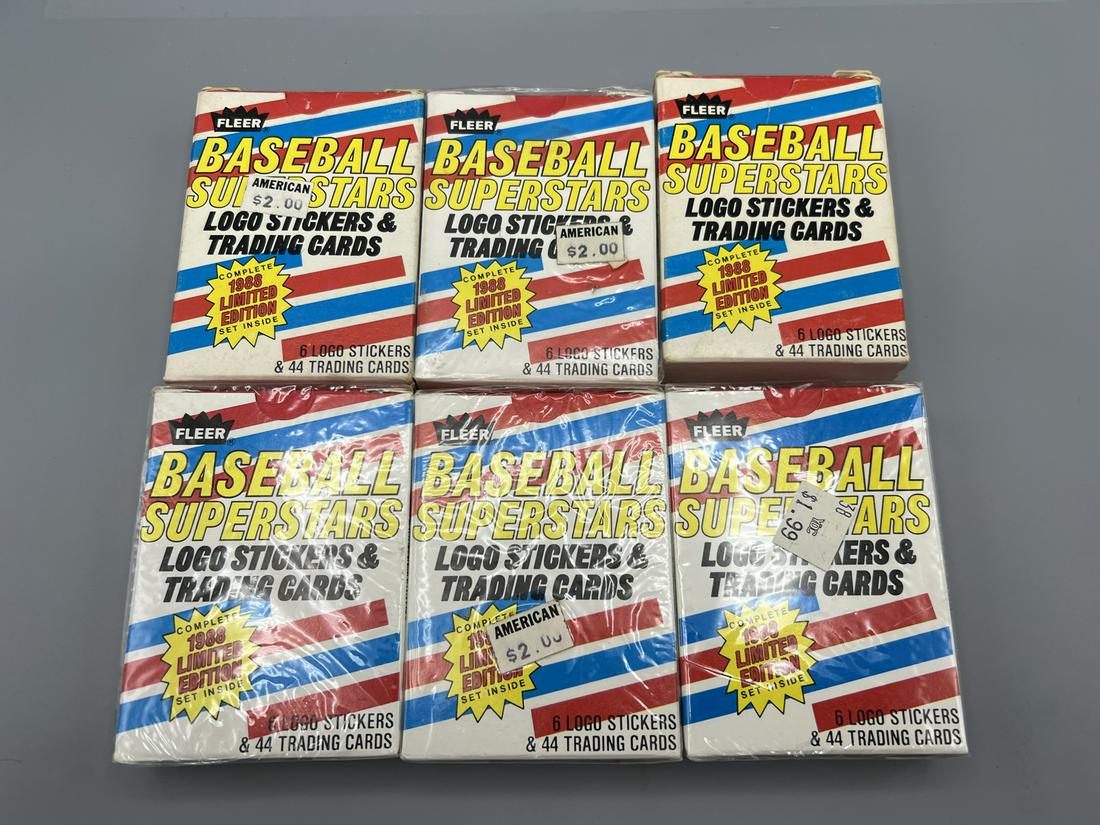 FLEER
BASEBALL
SUPERSTARS
AMERICAN
$2.00
LOGO STICKERS &
TRADING CARDS
COMPLETE
1988
LIMITED
EDITION
SET INSIDE
6 LOGO STICKERS
& 44 TRADING CARDS
FLEER
BASEBALL
SUPERSTARS
LOGO STICKERS &
TRADING
AMERICAN
$2.00
COMPLETE
1988
LIMITED
EDITION
SET INSIDE
6 LOGO STICKERS
& 44 TRADING CARDS
FLEER
BASEBALL
SUPERSTARS
LOGO STICKERS &
TRADING CARDS
COMPLETE
1988
LIMITED
EDITION
SET INSIDE
6 LOGO STICKERS
& 44 TRADING CARDS
FLEER
BASEBALL
SUPERSTARS
LOGO STICKERS &
TRADING CARDS
COMPLETE
1988
LIMITED
EDITION
SET INSIDE
6 LOGO STICKERS
& 44 TRADING CARDS
FLEER
BASEBALL
SUPERSTARS
LOGO STICKERS &
TRADING CARDS
COMPLETE
AMERICAN
$2.00
EDITION
SET INSIDE
6 LOGO STICKERS
& 44 TRADING CARDS
FLEER
BASEBALL
SUPERSTARS
38
$1.99
LOGO STICKERS &
TRADING CARDS
COMPLETE
1988
LIMITED
EDITION
SET INSIDE
6 LOGO STICKERS
& 44 TRADING CARDS